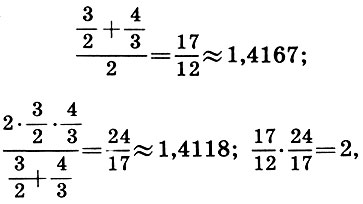 (3/2 + 4/3)/2 = 17/12 ≈ 1,4167;
(2 · 3/2 · 4/3)/(3/2 + 4/3) = 24/17 ≈ 1,4118; 17/12 · 24/17 = 2,